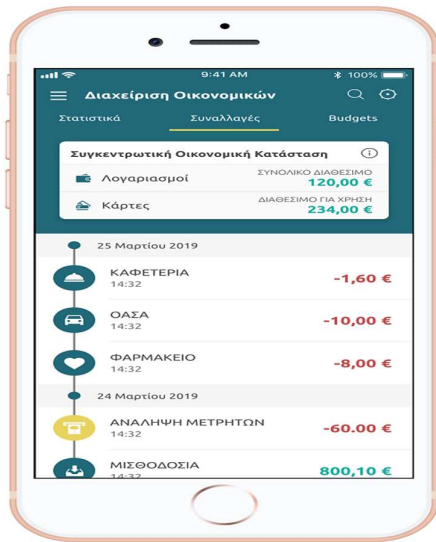 9:41 AM
100%
Διαχείριση Οικονομικών
Στατιστικά Συναλλαγές Budgets
Συγκεντρωτική Οικονομική Κατάσταση
Λογαριασμοί ΣΥΝΟΛΙΚΟ ΔΙΑΘΕΣΙΜΟ
120,00 €
Κάρτες ΔΙΑΘΕΣΙΜΟ ΓΙΑ ΧΡΗΣΗ
234,00 €
25 Μαρτίου 2019
ΚΑΦΕΤΕΡΙΑ
14:32
-1,60 €
ΟΑΣΑ
14:32
-10,00 €
ΦΑΡΜΑΚΕΙΟ
14:32
-8,00 €
24 Μαρτίου 2019
ΑΝΑΛΗΨΗ ΜΕΤΡΗΤΩΝ
14:32
-60.00 €
ΜΙΣΘΟΔΟΣΙΑ
14:32
800,10 €